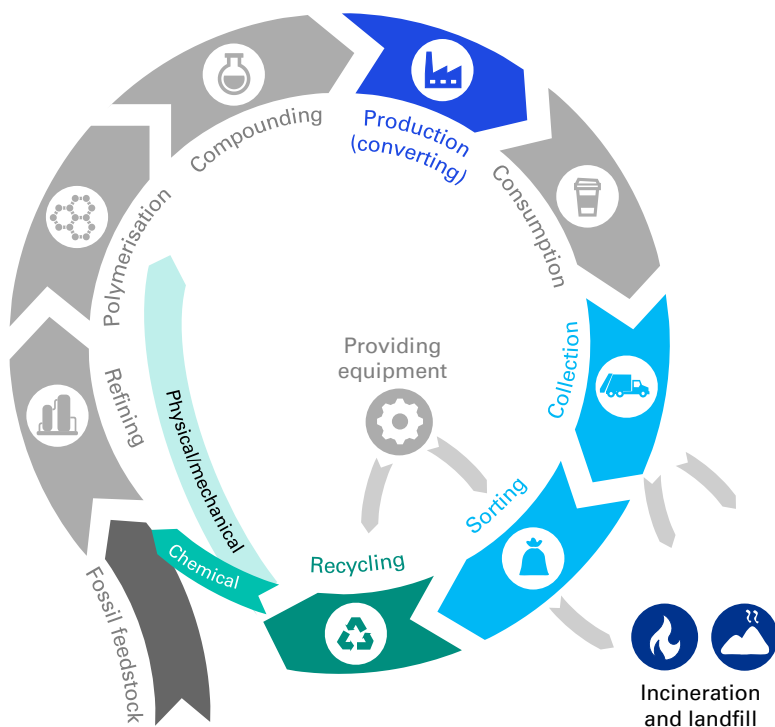 Compounding
Production
(converting)
Consumption
Polymerisation
Providing
equipment
Collection
Refining
Physical/mechanical
Sorting
Chemical
Recycling
Fossil feedstock
Incineration
and landfill